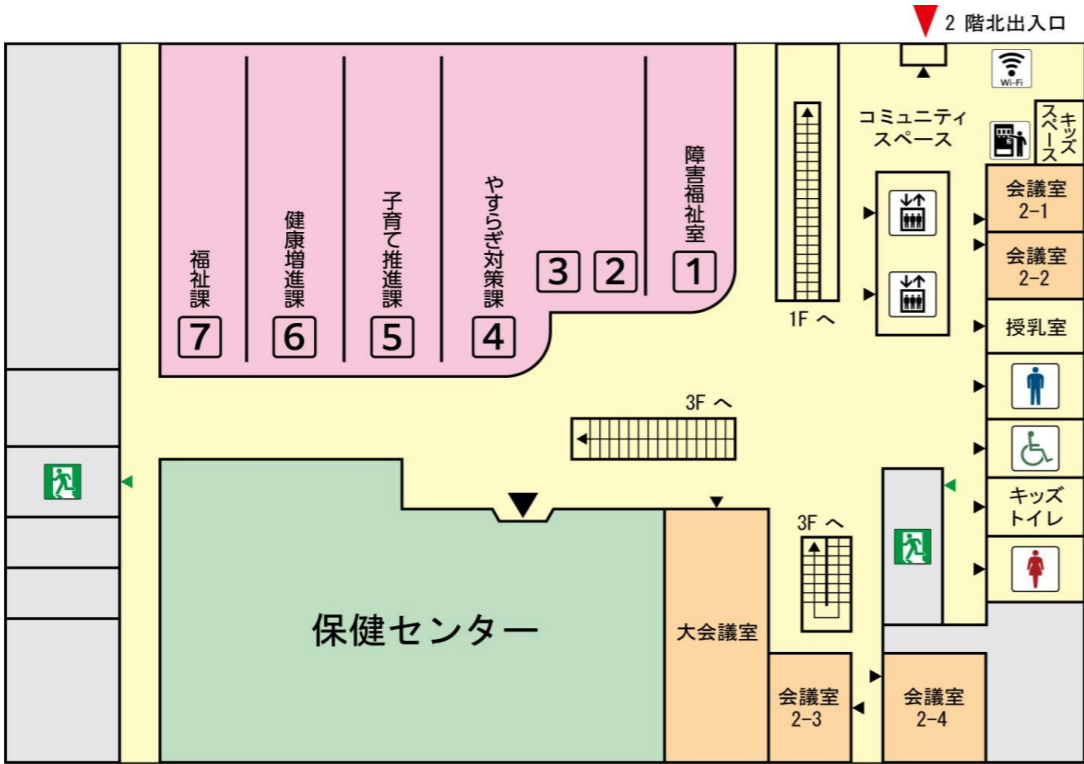 2 階北出入口
Wi-Fi
コミュニティ
スペース
キッズ
スペース
会議室
2-1
会議室
2-2
授乳室
キッズ
トイレ
障害福祉室
1
2
3
やすらぎ対策課
4
子育て推進課
5
健康増進課
6
福祉課
7
1F へ
3F へ
3F へ
保健センター
大会議室
会議室
2-3
会議室
2-4